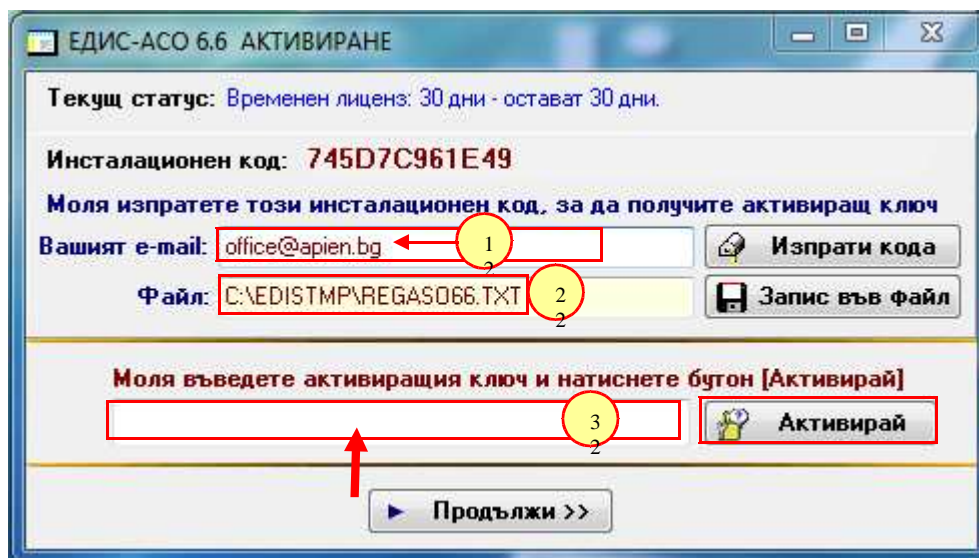 ЕДИС-АСО 6.6 АКТИВИРАНЕ
Текущ статус: Временен лиценз: 30 дни - остават 30 дни.
Инсталационен код: 745D7C961E49
Моля изпратете този инсталационен код, за да получите активиращ ключ
Вашият e-mail: office@apien.bg 1 2 Изпрати кода
Файл: C:\EDISTMP\REGASO66.TXT 2 2 Запис във файл
Моля въведете активиращия ключ и натиснете бутон [Активирай]
3 2 Активирай
Продължи >>